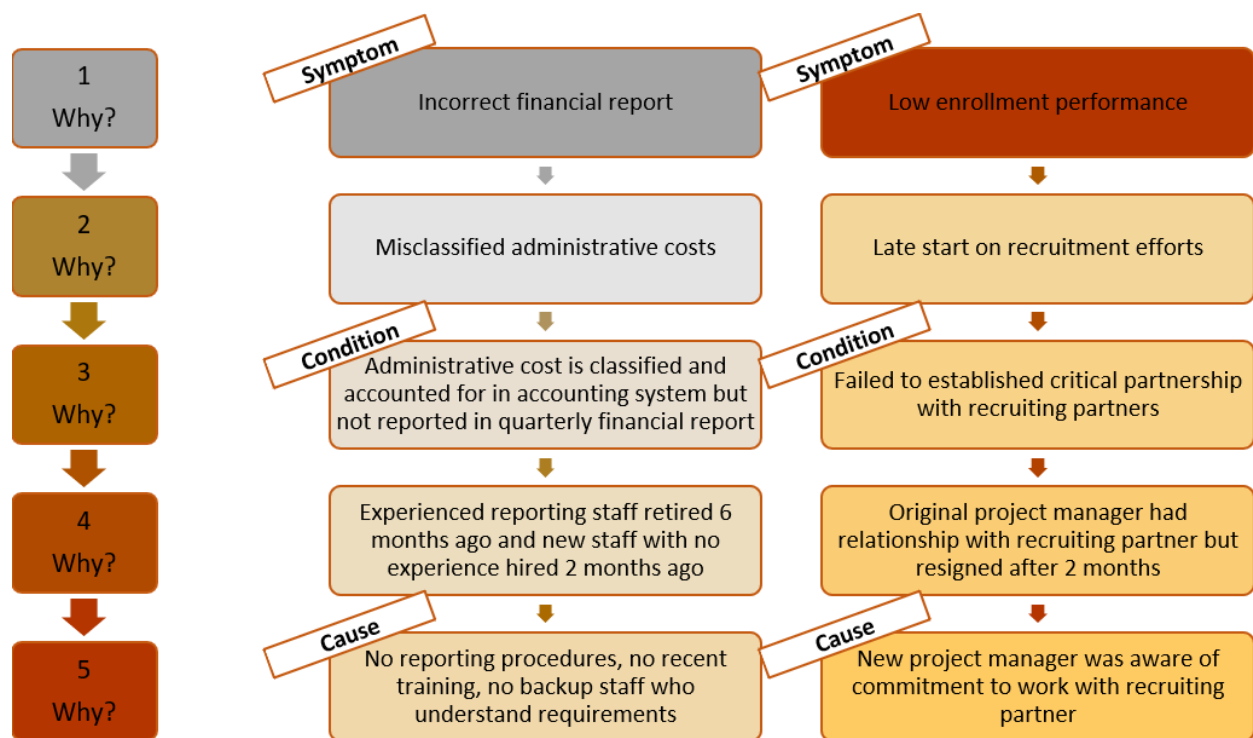 1
Why?
Symptom
Incorrect financial report
Symptom
Low enrollment performance
2
Why?
Misclassified administrative costs
Late start on recruitment efforts
3
Why?
Condition
Administrative cost is classified and
accounted for in accounting system but
not reported in quarterly financial report
Condition
Failed to established critical partnership
with recruiting partners
4
Why?
Experienced reporting staff retired 6
months ago and new staff with no
experience hired 2 months ago
Original project manager had
relationship with recruiting partner but
resigned after 2 months
5
Why?
Cause
No reporting procedures, no recent
training, no backup staff who
understand requirements
Cause
New project manager was aware of
commitment to work with recruiting
partner